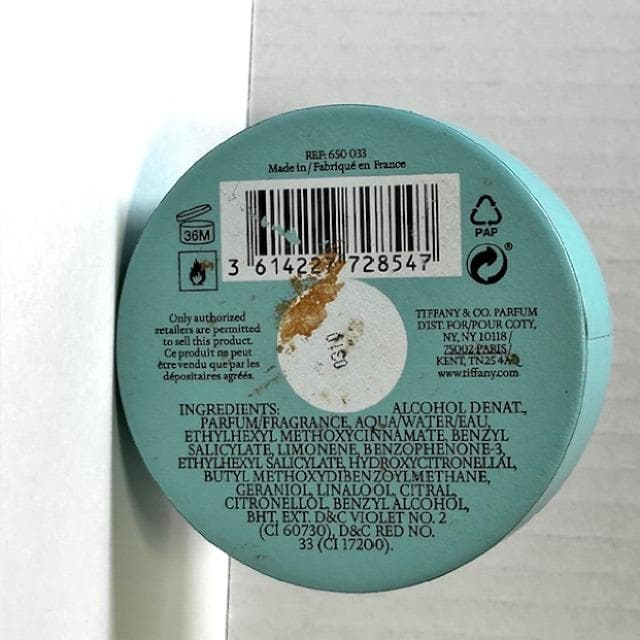 REF: 650 033
Made in / Fabriqué en France
36M
PAP
3 614227 728547
Only authorized
retailers are permitted
to sell this product.
Ce produit ne peut
être vendu que par les
dépositaires agréés.
TIFFANY & CO. PARFUM
DIST. FOR/POUR COTY,
NY, NY 10118 /
75002 PARIS /
KENT, TN25 4AQ
www.tiffany.com
INGREDIENTS: ALCOHOL DENAT.,
PARFUM/FRAGRANCE, AQUA/WATER/EAU,
ETHYLHEXYL METHOXYCINNAMATE, BENZYL
SALICYLATE, LIMONENE, BENZOPHENONE-3,
ETHYLHEXYL SALICYLATE, HYDROXYCITRONELLAL,
BUTYL METHOXYDIBENZOYLMETHANE,
GERANIOL, LINALOOL, CITRAL,
CITRONELLOL, BENZYL ALCOHOL,
BHT, EXT. D&C VIOLET NO. 2
(CI 60730), D&C RED NO.
33 (CI 17200).